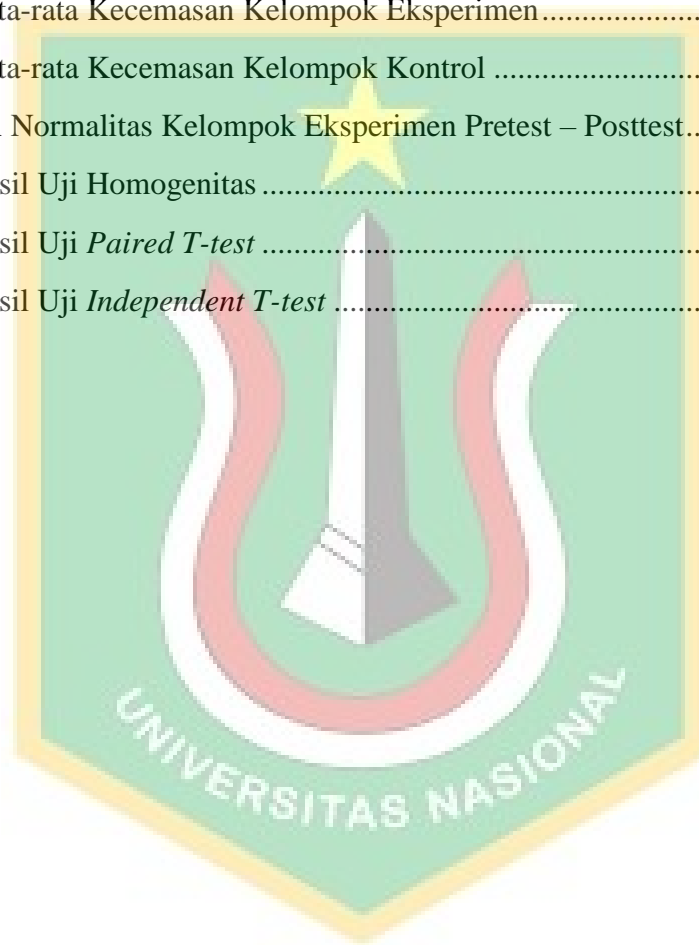 ta-rata Kecemasan Kelompok Eksperimen......................
ta-rata Kecemasan Kelompok Kontrol ...........................
Normalitas Kelompok Eksperimen Pretest – Posttest..
sil Uji Homogenitas ..........................................................
sil Uji Paired T-test ...........................................................
sil Uji Independent T-test .................................................
UNIVERSITAS NASIONAL